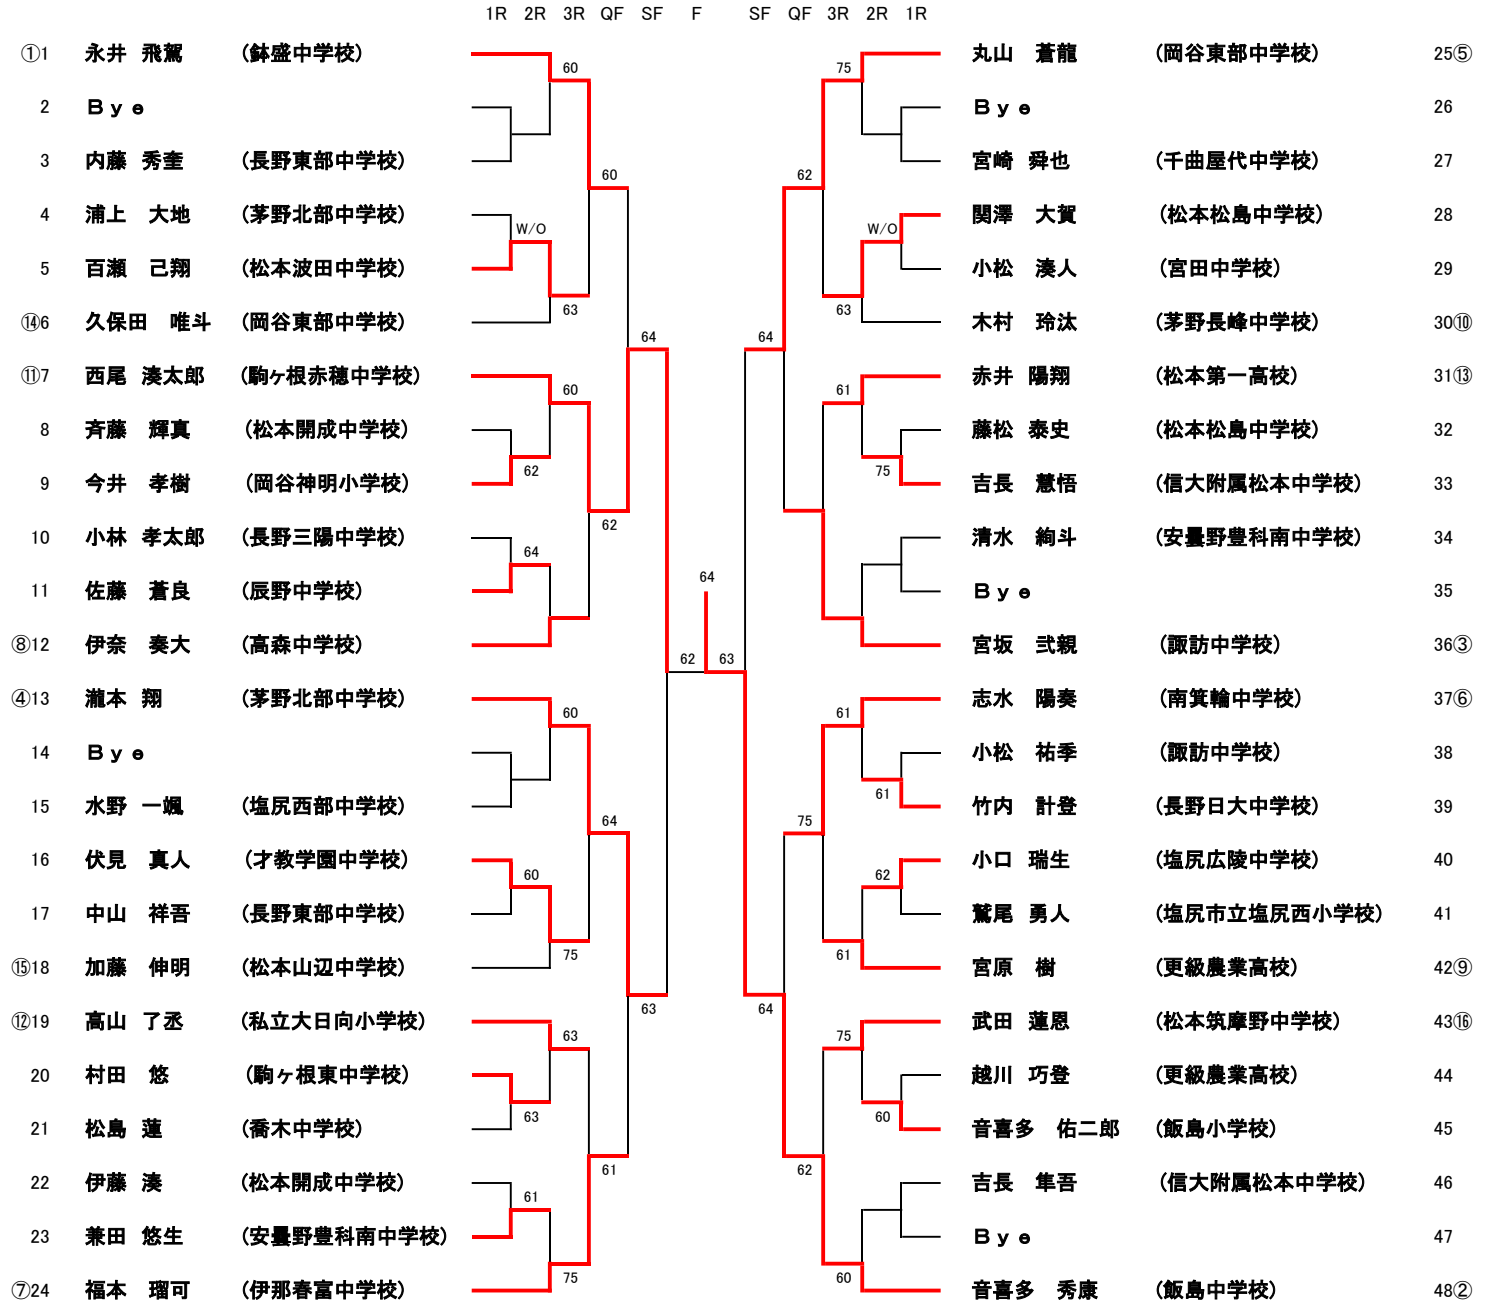 1R 2R 3R QF SF F SF QF 3R 2R 1R
①1 永井 飛駕 (鉢盛中学校) 丸山 蒼龍 (岡谷東部中学校) 25⑤
60 75
2 Bye Bye 26
3 内藤 秀奎 (長野東部中学校) 宮崎 舜也 (千曲屋代中学校) 27
60 62
4 浦上 大地 (茅野北部中学校) 関澤 大賀 (松本松島中学校) 28
W/O W/O
5 百瀬 己翔 (松本波田中学校) 小松 湊人 (宮田中学校) 29
63 63
⑭6 久保田 唯斗 (岡谷東部中学校) 木村 玲汰 (茅野長峰中学校) 30⑩
64 64
⑪7 西尾 湊太郎 (駒ヶ根赤穂中学校) 赤井 陽翔 (松本第一高校) 31⑬
60 61
8 斉藤 輝真 (松本開成中学校) 藤松 泰史 (松本松島中学校) 32
62 75
9 今井 孝樹 (岡谷神明小学校) 吉長 慧悟 (信大附属松本中学校) 33
62
10 小林 孝太郎 (長野三陽中学校) 清水 絢斗 (安曇野豊科南中学校) 34
64
64
11 佐藤 蒼良 (辰野中学校) Bye 35
⑧12 伊奈 奏大 (高森中学校) 宮坂 弐親 (諏訪中学校) 36③
62 63
④13 瀧本 翔 (茅野北部中学校) 志水 陽奏 (南箕輪中学校) 37⑥
60 61
14 Bye 小松 祐季 (諏訪中学校) 38
61
15 水野 一颯 (塩尻西部中学校) 竹内 計登 (長野日大中学校) 39
64 75
16 伏見 真人 (才教学園中学校) 小口 瑞生 (塩尻広陵中学校) 40
60 62
17 中山 祥吾 (長野東部中学校) 鷲尾 勇人 (塩尻市立塩尻西小学校) 41
75 61
⑮18 加藤 伸明 (松本山辺中学校) 宮原 樹 (更級農業高校) 42⑨
63 64
⑫19 高山 了丞 (私立大日向小学校) 武田 蓮恩 (松本筑摩野中学校) 43⑯
63 75
20 村田 悠 (駒ヶ根東中学校) 越川 巧登 (更級農業高校) 44
63 60
21 松島 蓮 (喬木中学校) 音喜多 佑二郎 (飯島小学校) 45
61 62
22 伊藤 湊 (松本開成中学校) 吉長 隼吾 (信大附属松本中学校) 46
61
23 兼田 悠生 (安曇野豊科南中学校) Bye 47
75 60
⑦24 福本 瑠可 (伊那春富中学校) 音喜多 秀康 (飯島中学校) 48②